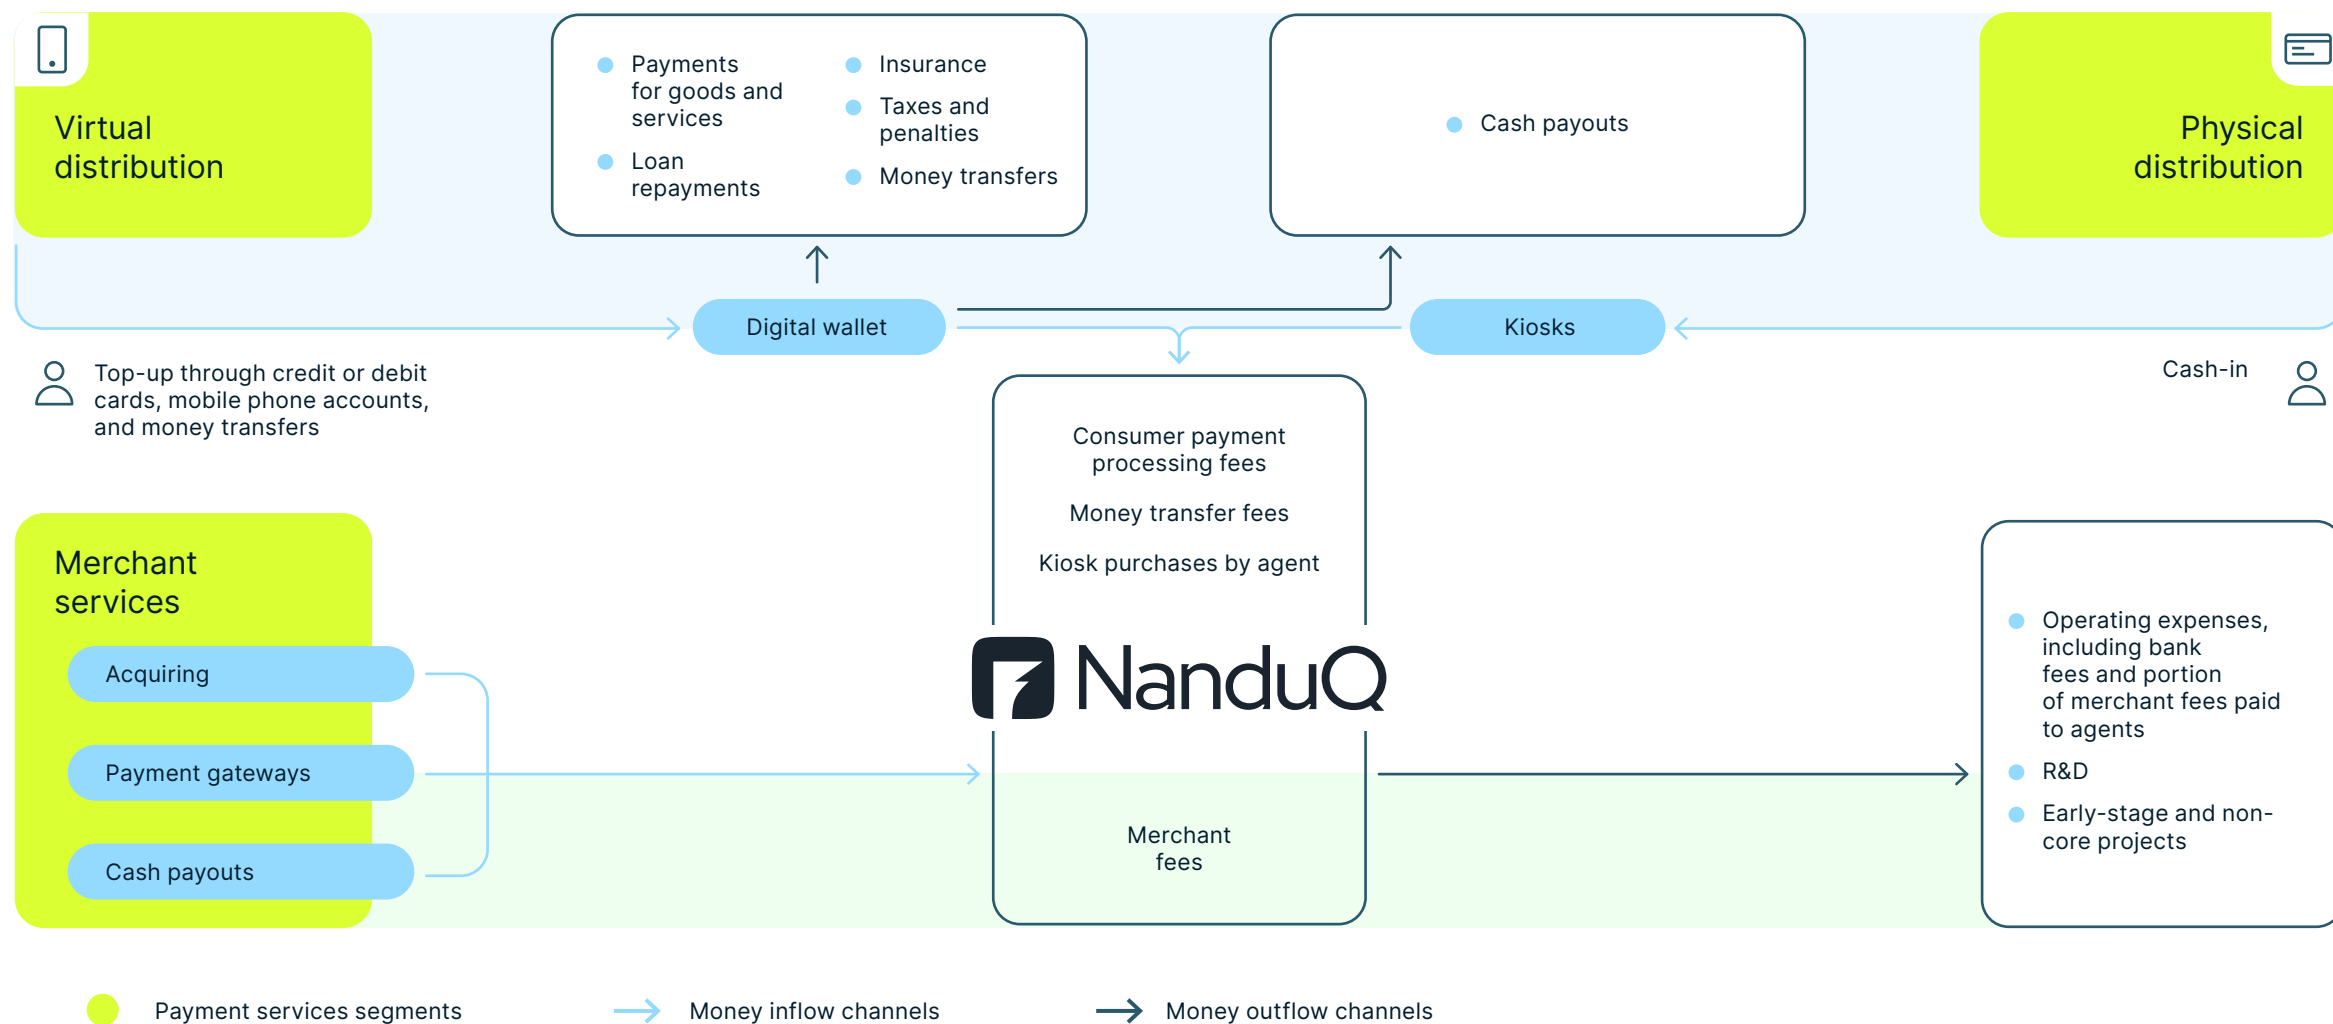 Virtual
distribution
Payments
for goods and
services
Loan
repayments
Insurance
Taxes and
penalties
Money transfers
Cash payouts
Physical
distribution
Digital wallet
Kiosks
Top-up through credit or debit
cards, mobile phone accounts,
and money transfers
Cash-in
Consumer payment
processing fees
Money transfer fees
Kiosk purchases by agent
NanduQ
Merchant
fees
Merchant
services
Acquiring
Payment gateways
Cash payouts
Operating expenses,
including bank
fees and portion
of merchant fees paid
to agents
R&D
Early-stage and non-
core projects
Payment services segments
Money inflow channels
Money outflow channels